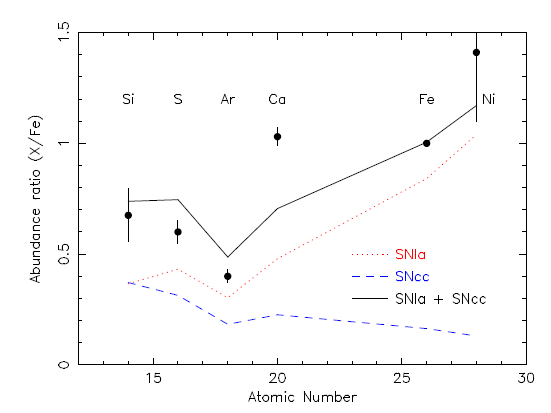 1.5
Si S Ar Ca Fe Ni
1
Abundance ratio (X/Fe)
0.5
SNIa
SNcc
SNIa + SNcc
0
15 20 25 30
Atomic Number